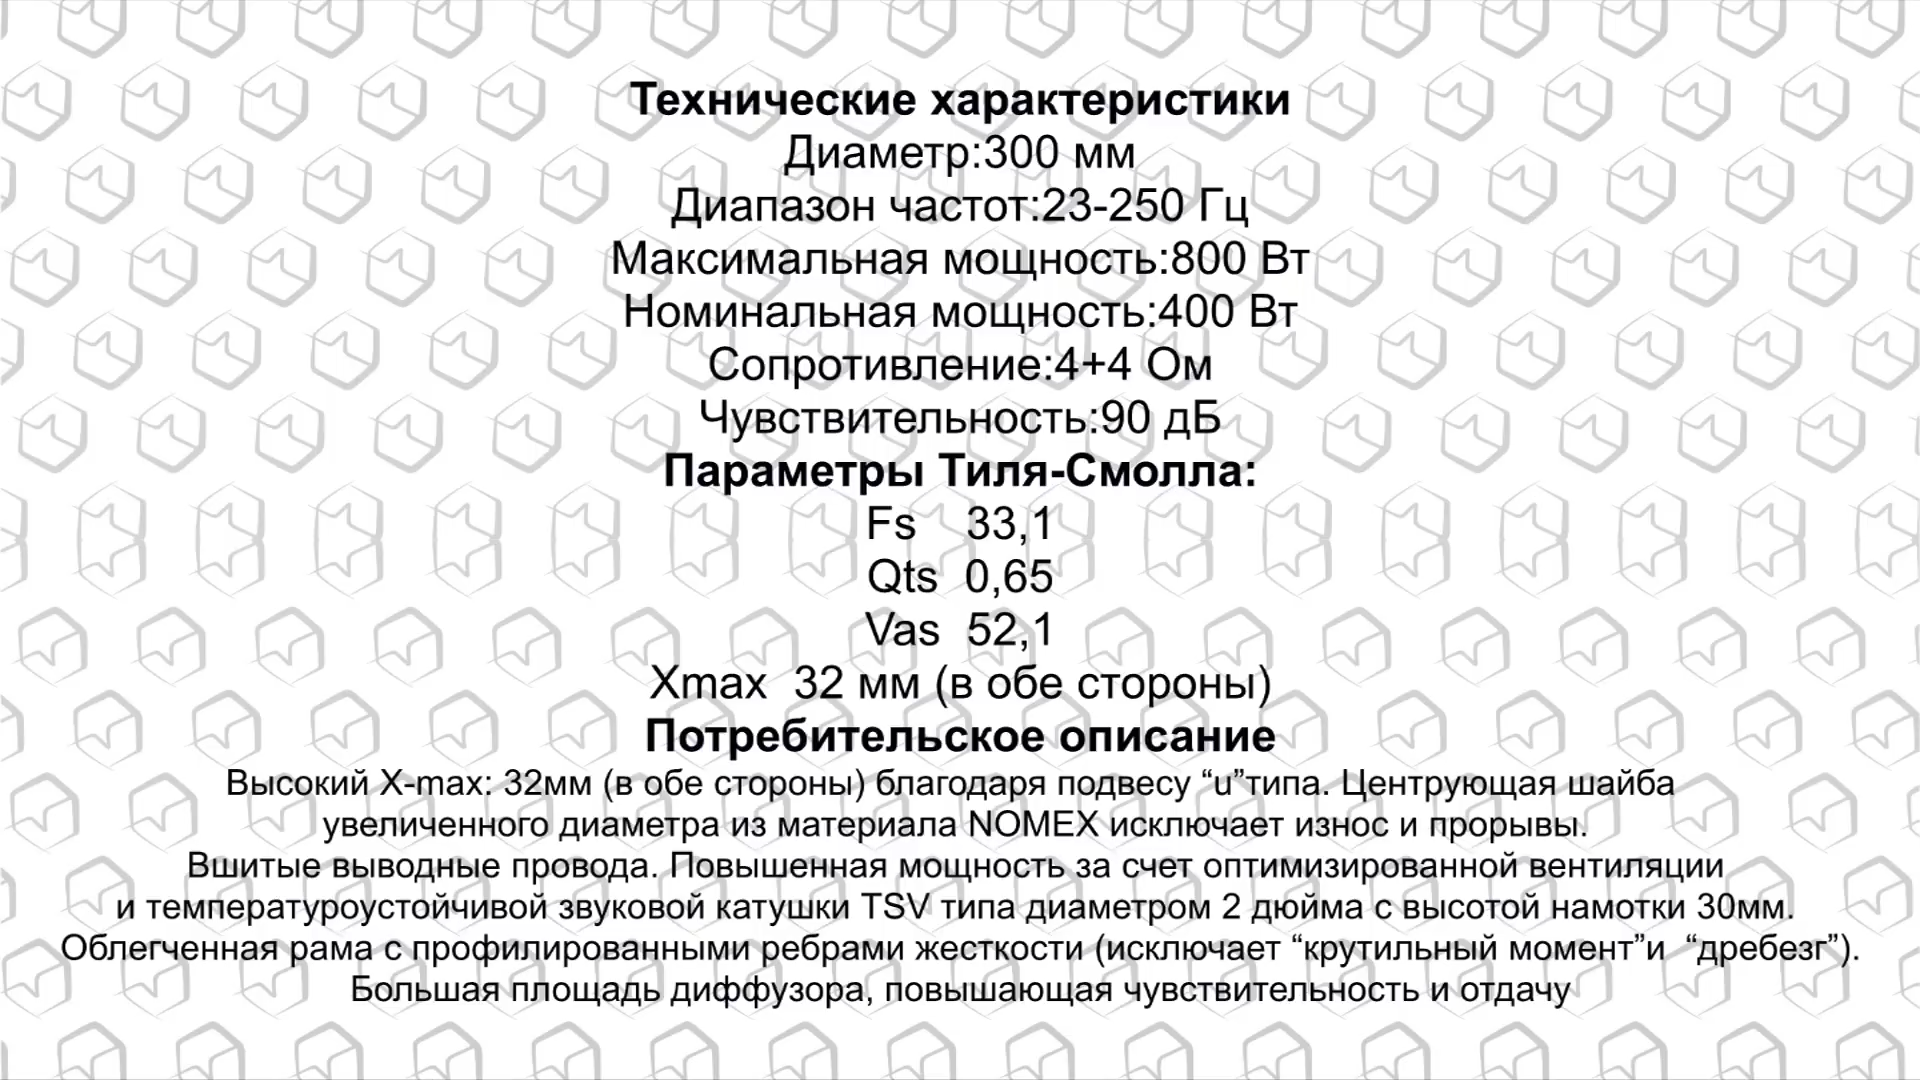 Технические характеристики
Диаметр:300 мм
Диапазон частот:23-250 Гц
Максимальная мощность:800 Вт
Номинальная мощность:400 Вт
Сопротивление:4+4 Ом
Чувствительность:90 дБ
Параметры Тиля-Смолла:
Fs 33,1
Qts 0,65
Vas 52,1
Xmax 32 мм (в обе стороны)
Потребительское описание
Высокий X-max: 32мм (в обе стороны) благодаря подвесу “u”типа. Центрующая шайба
увеличенного диаметра из материала NOMEX исключает износ и прорывы.
Вшитые выводные провода. Повышенная мощность за счет оптимизированной вентиляции
и температуроустойчивой звуковой катушки TSV типа диаметром 2 дюйма с высотой намотки 30мм.
Облегченная рама с профилированными ребрами жесткости (исключает “крутильный момент”и “дребезг”).
Большая площадь диффузора, повышающая чувствительность и отдачу